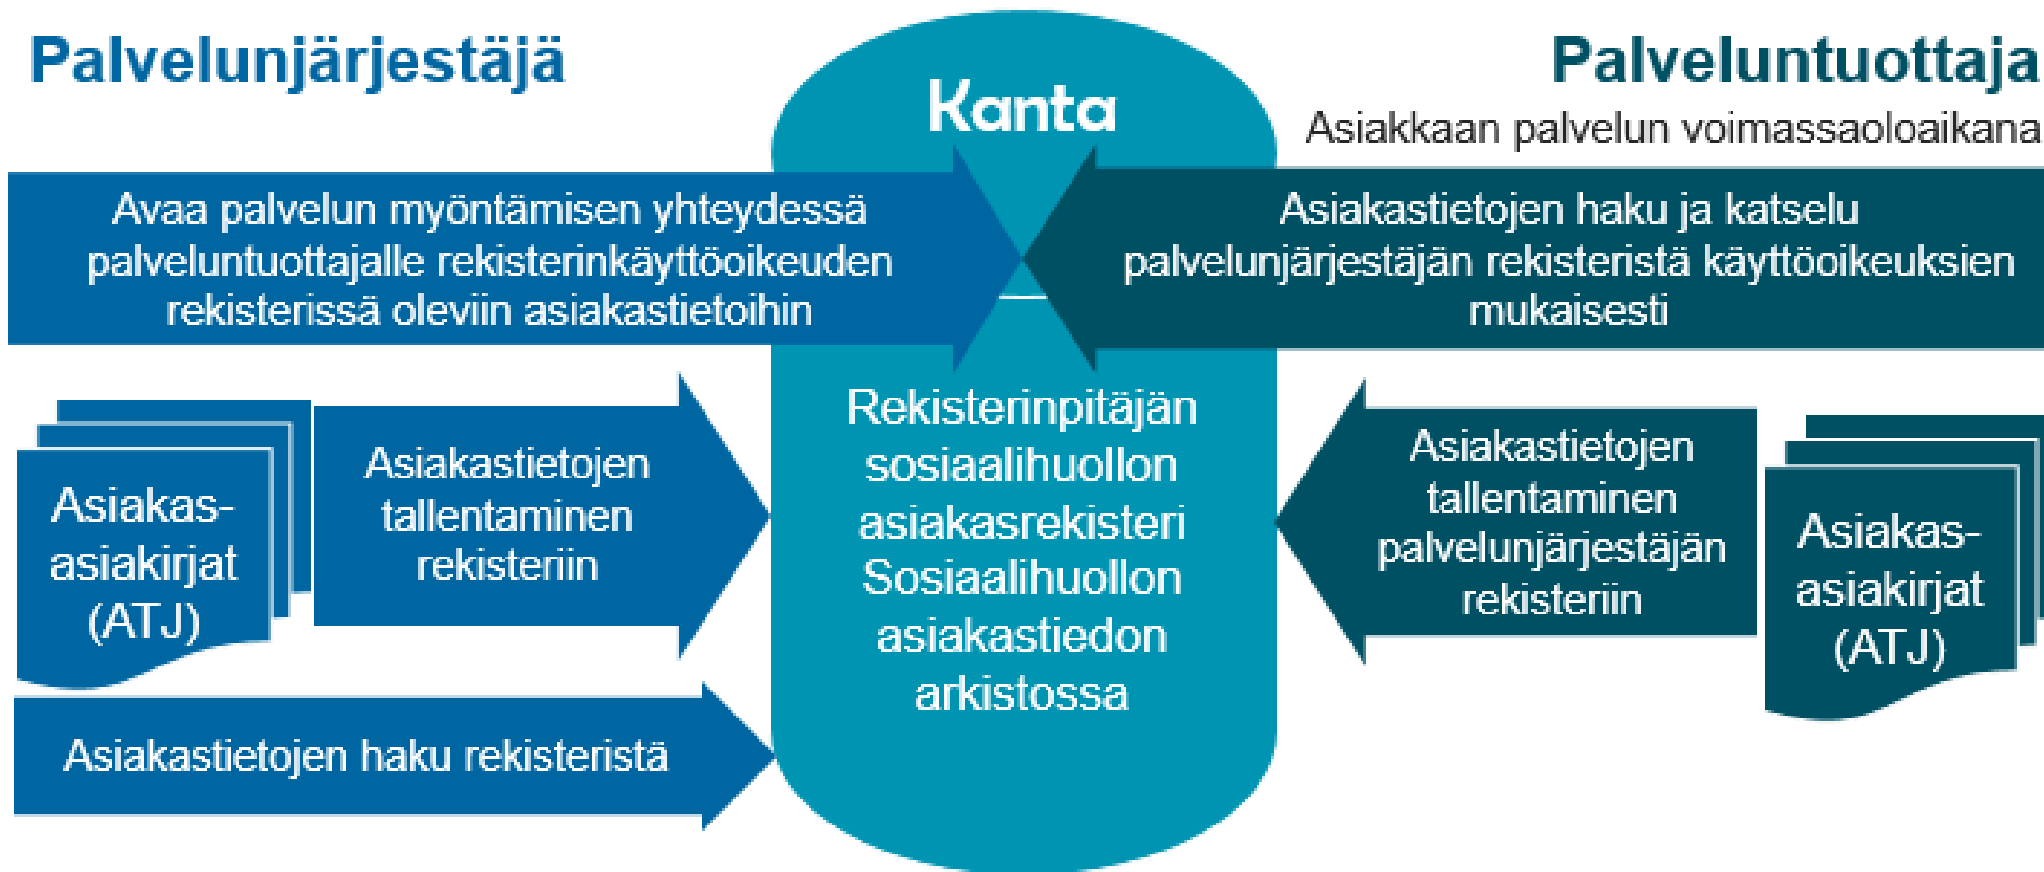 Palvelunjärjestäjä
Kanta
Palveluntuottaja
Asiakkaan palvelun voimassaoloaikana
Avaa palvelun myöntämisen yhteydessä
palveluntuottajalle rekisterinkäyttöoikeuden
rekisterissä oleviin asiakastietoihin
Asiakastietojen haku ja katselu
palvelunjärjestäjän rekisteristä käyttöoikeuksien
mukaisesti
Asiakas-
asiakirjat
(ATJ)
Asiakastietojen
tallentaminen
rekisteriin
Rekisterinpitäjän
sosiaalihuollon
asiakasrekisteri
Sosiaalihuollon
asiakastiedon
arkistossa
Asiakastietojen
tallentaminen
palvelunjärjestäjän
rekisteriin
Asiakas-
asiakirjat
(ATJ)
Asiakastietojen haku rekisteristä